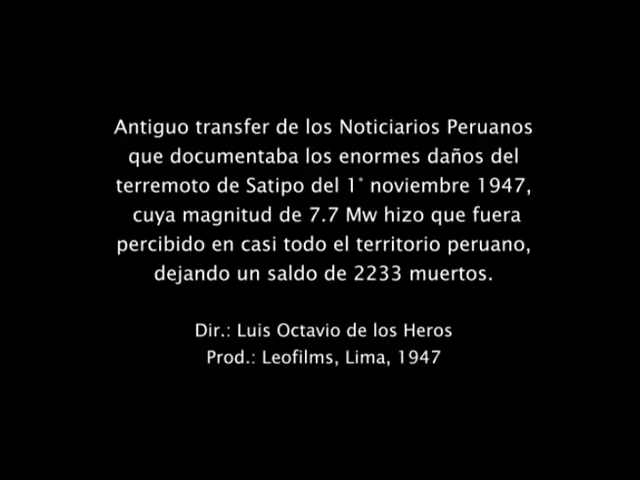 Antiguo transfer de los Noticiarios Peruanos
que documentaba los enormes daños del
terremoto de Satipo del 1° noviembre 1947,
cuya magnitud de 7.7 Mw hizo que fuera
percibido en casi todo el territorio peruano,
dejando un saldo de 2233 muertos.
Dir.: Luis Octavio de los Heros
Prod.: Leofilms, Lima, 1947